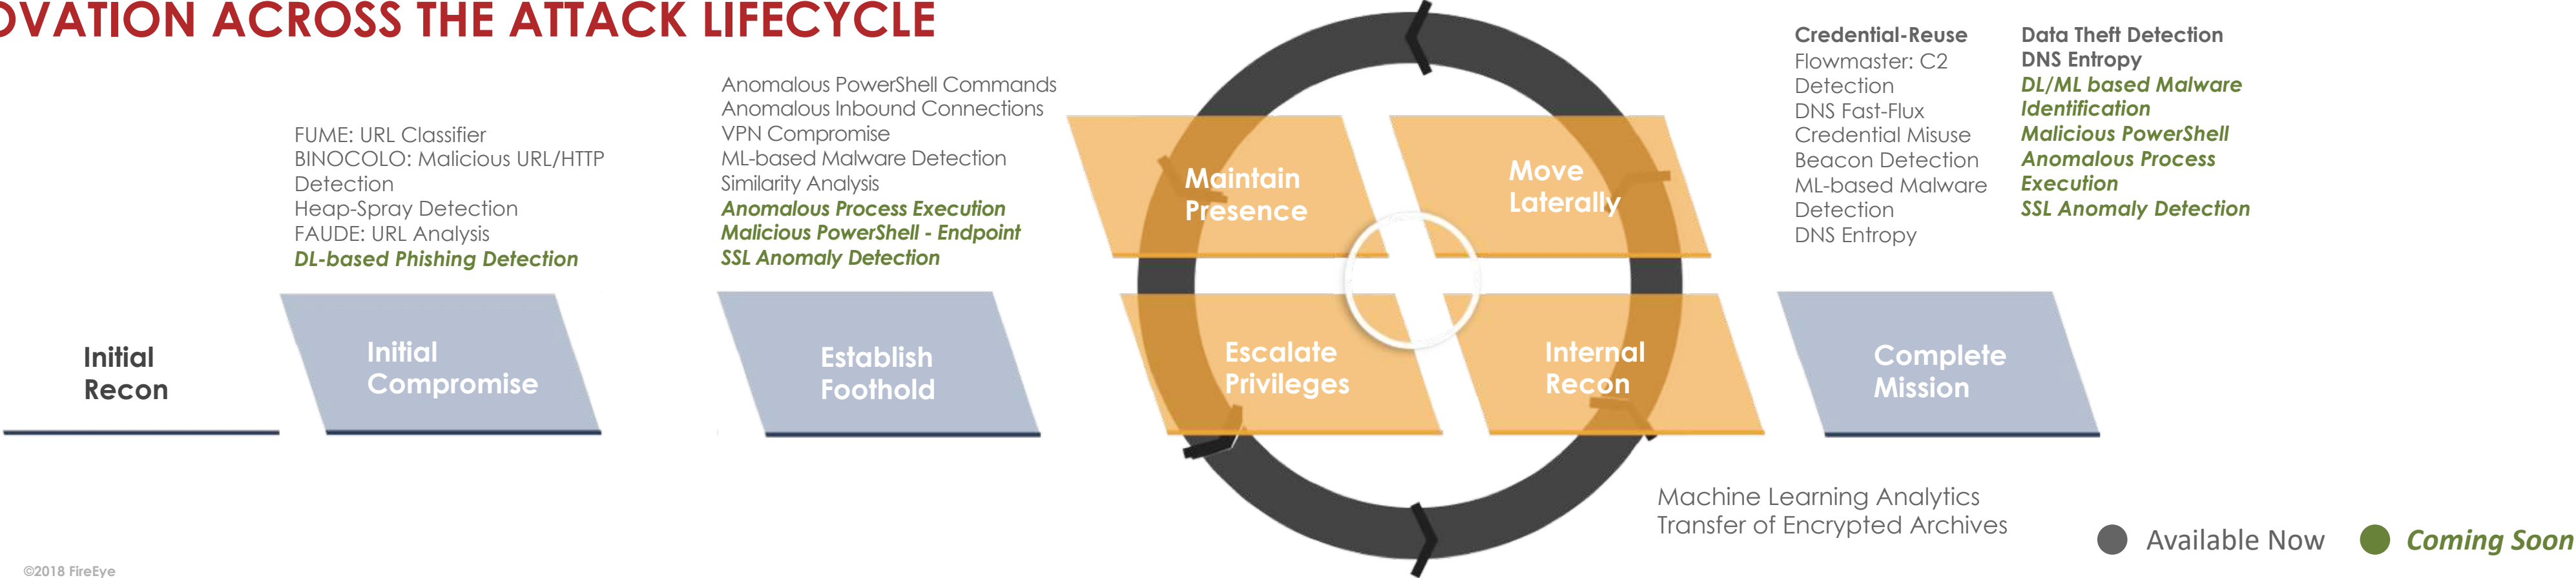 OVATION ACROSS THE ATTACK LIFECYCLE
FUME: URL Classifier
BINOCOLO: Malicious URL/HTTP
Detection
Heap-Spray Detection
FAUDE: URL Analysis
DL-based Phishing Detection
Anomalous PowerShell Commands
Anomalous Inbound Connections
VPN Compromise
ML-based Malware Detection
Similarity Analysis
Anomalous Process Execution
Malicious PowerShell - Endpoint
SSL Anomaly Detection
Credential-Reuse
Flowmaster: C2
Detection
DNS Fast-Flux
Credential Misuse
Beacon Detection
ML-based Malware
Detection
DNS Entropy
Data Theft Detection
DNS Entropy
DL/ML based Malware
Identification
Malicious PowerShell
Anomalous Process
Execution
SSL Anomaly Detection
Maintain
Presence
Move
Laterally
Initial
Recon
Initial
Compromise
Establish
Foothold
Escalate
Privileges
Internal
Recon
Complete
Mission
Machine Learning Analytics
Transfer of Encrypted Archives
Available Now
Coming Soon
©2018 FireEye